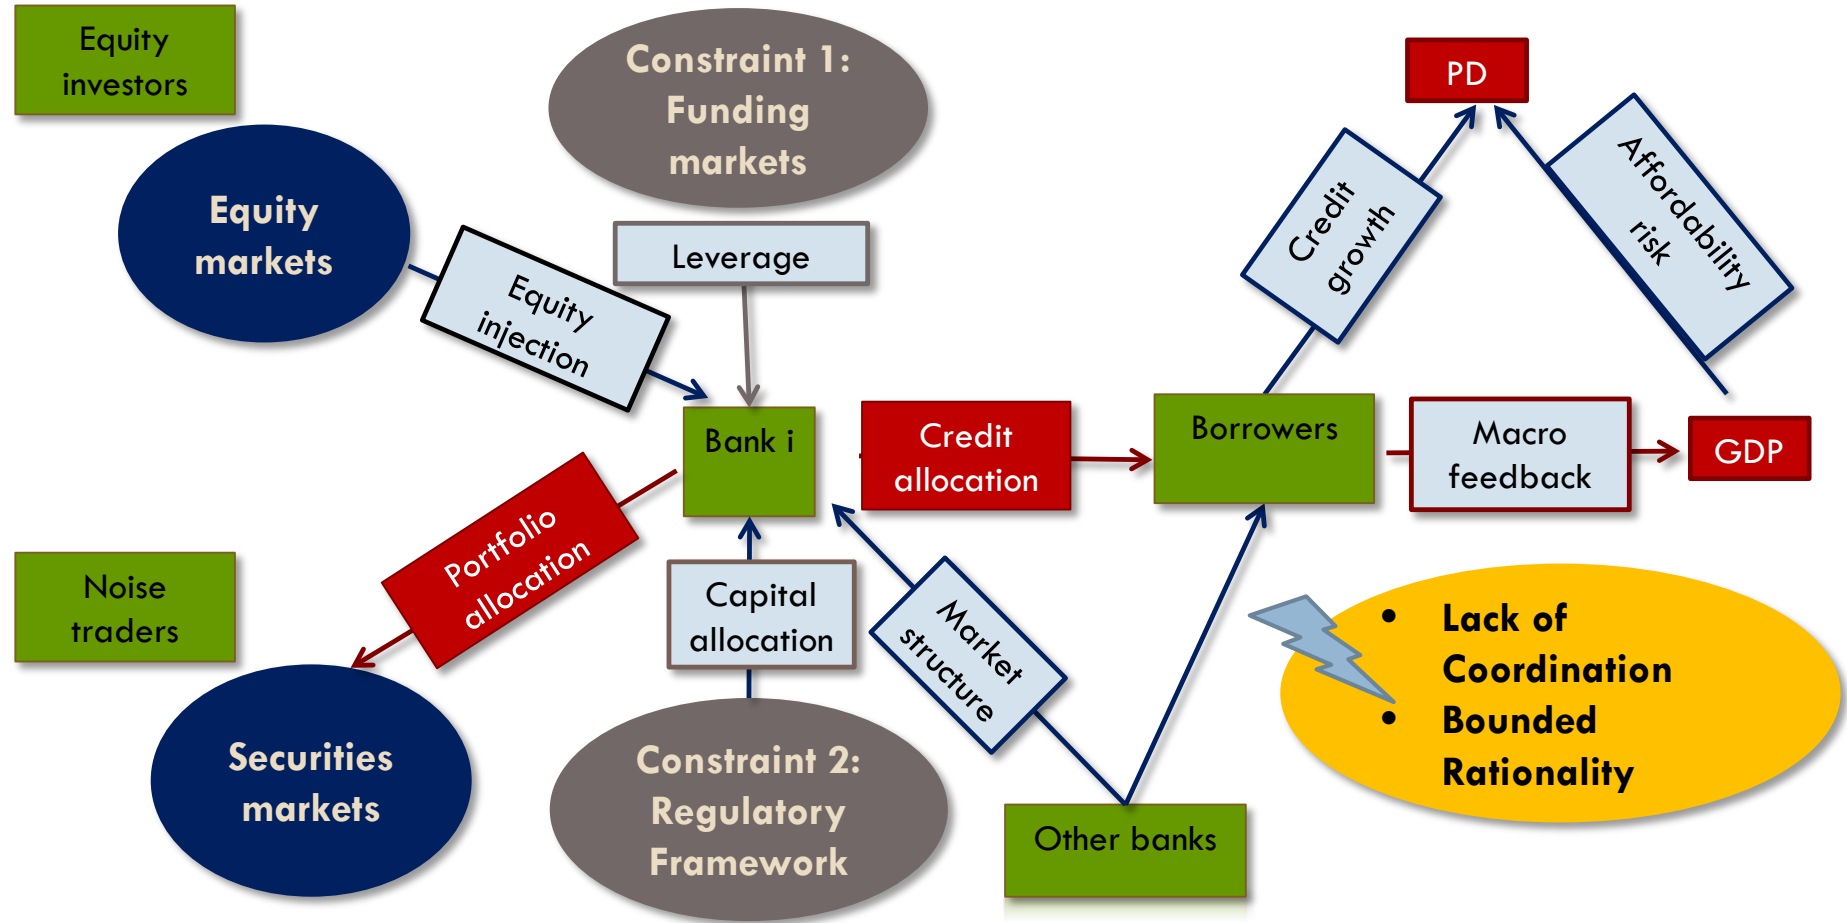 Equity
investors
Constraint 1:
Funding
markets
PD
Equity
markets
Leverage
Equity
injection
Credit
growth
Affordability
risk
Bank i
Credit
allocation
Borrowers
Macro
feedback
GDP
Portfolio
allocation
Noise
traders
Capital
allocation
Market
structure
• Lack of
Coordination
• Bounded
Rationality
Securities
markets
Constraint 2:
Regulatory
Framework
Other banks